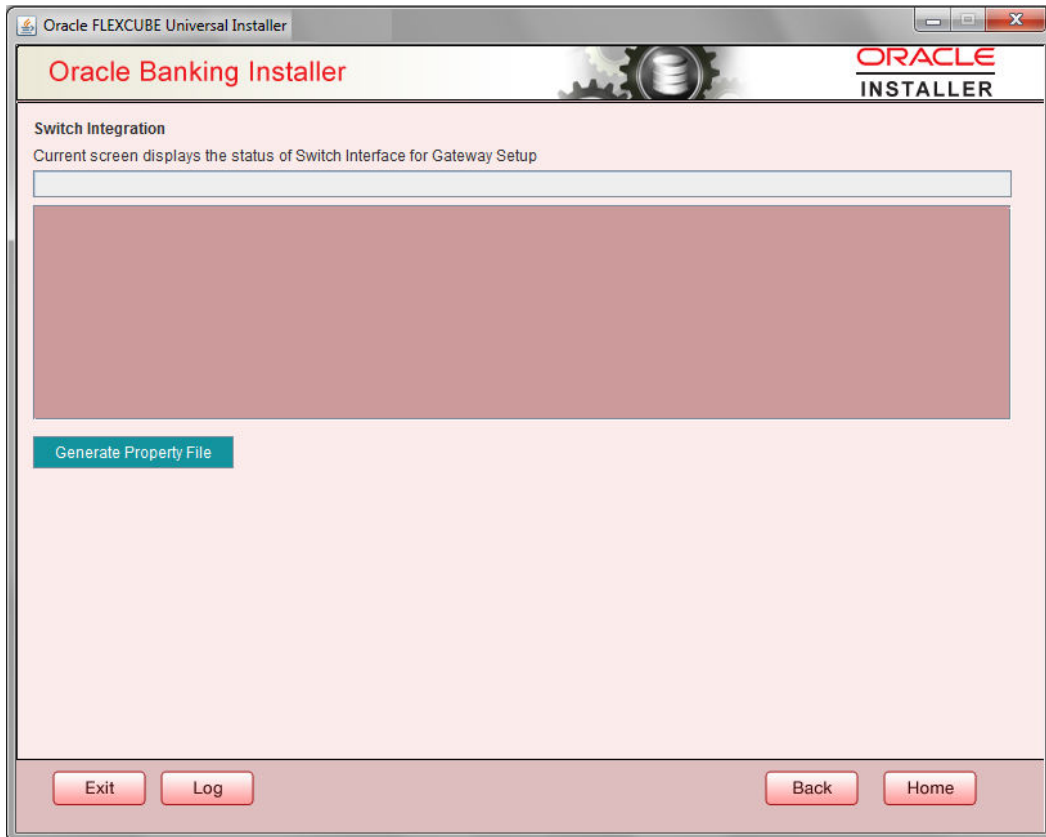 Oracle FLEXCUBE Universal Installer
Oracle Banking Installer
ORACLE
INSTALLER
Switch Integration
Current screen displays the status of Switch Interface for Gateway Setup
Generate Property File
Exit Log Back Home